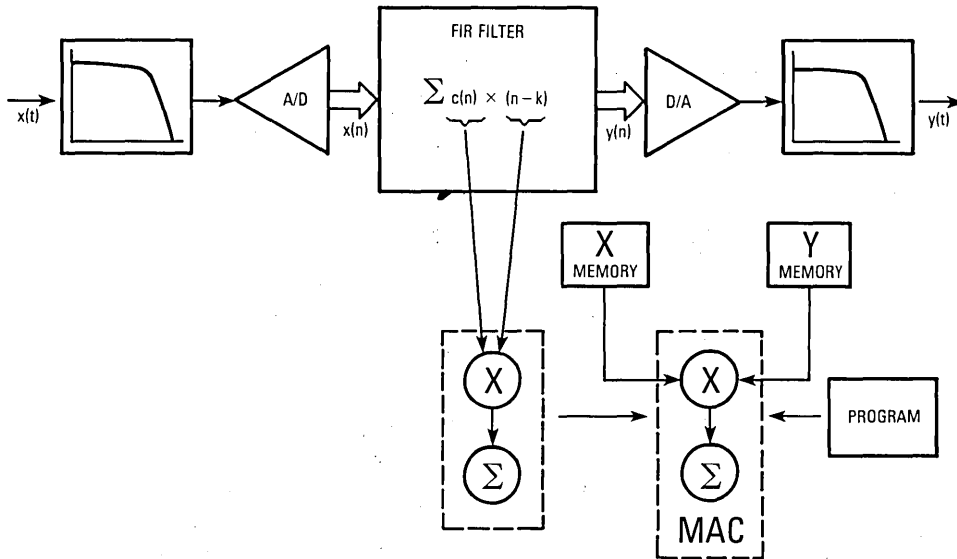 FIR FILTER
x(t)
A/D
x(n)
Σ c(n) × (n – k)
y(n)
D/A
y(t)
X
MEMORY
Y
MEMORY
X
Σ
X
Σ
MAC
PROGRAM